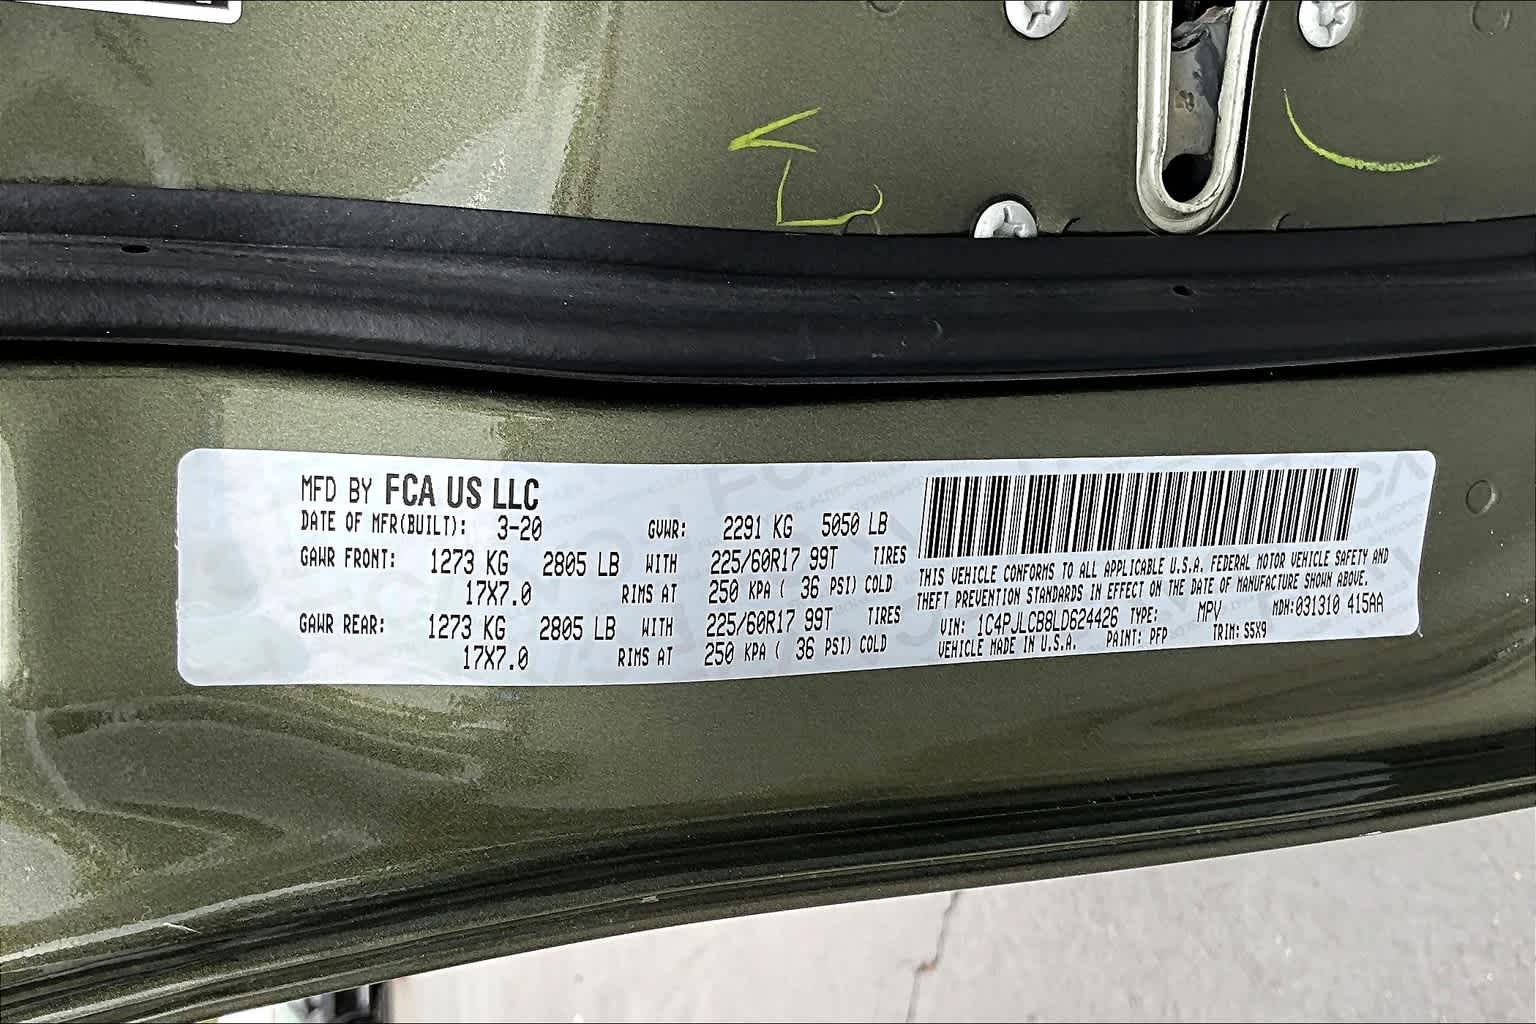 MFD BY FCA US LLC
DATE OF MFR(BUILT): 3-20 GVWR: 2291 KG 5050 LB
GAWR FRONT: 1273 KG 2805 LB WITH 225/60R17 99T TIRES
17X7.0 RIMS AT 250 KPA ( 36 PSI) COLD
GAWR REAR: 1273 KG 2805 LB WITH 225/60R17 99T TIRES
17X7.0 RIMS AT 250 KPA ( 36 PSI) COLD
THIS VEHICLE CONFORMS TO ALL APPLICABLE U.S.A. FEDERAL MOTOR VEHICLE SAFETY AND
THEFT PREVENTION STANDARDS IN EFFECT ON THE DATE OF MANUFACTURE SHOWN ABOVE.
VIN: 1C4PJLCB8LD624426 TYPE: MPV MDH:031310 415AA
VEHICLE MADE IN U.S.A. PAINT: PFP TRIM: S5X9